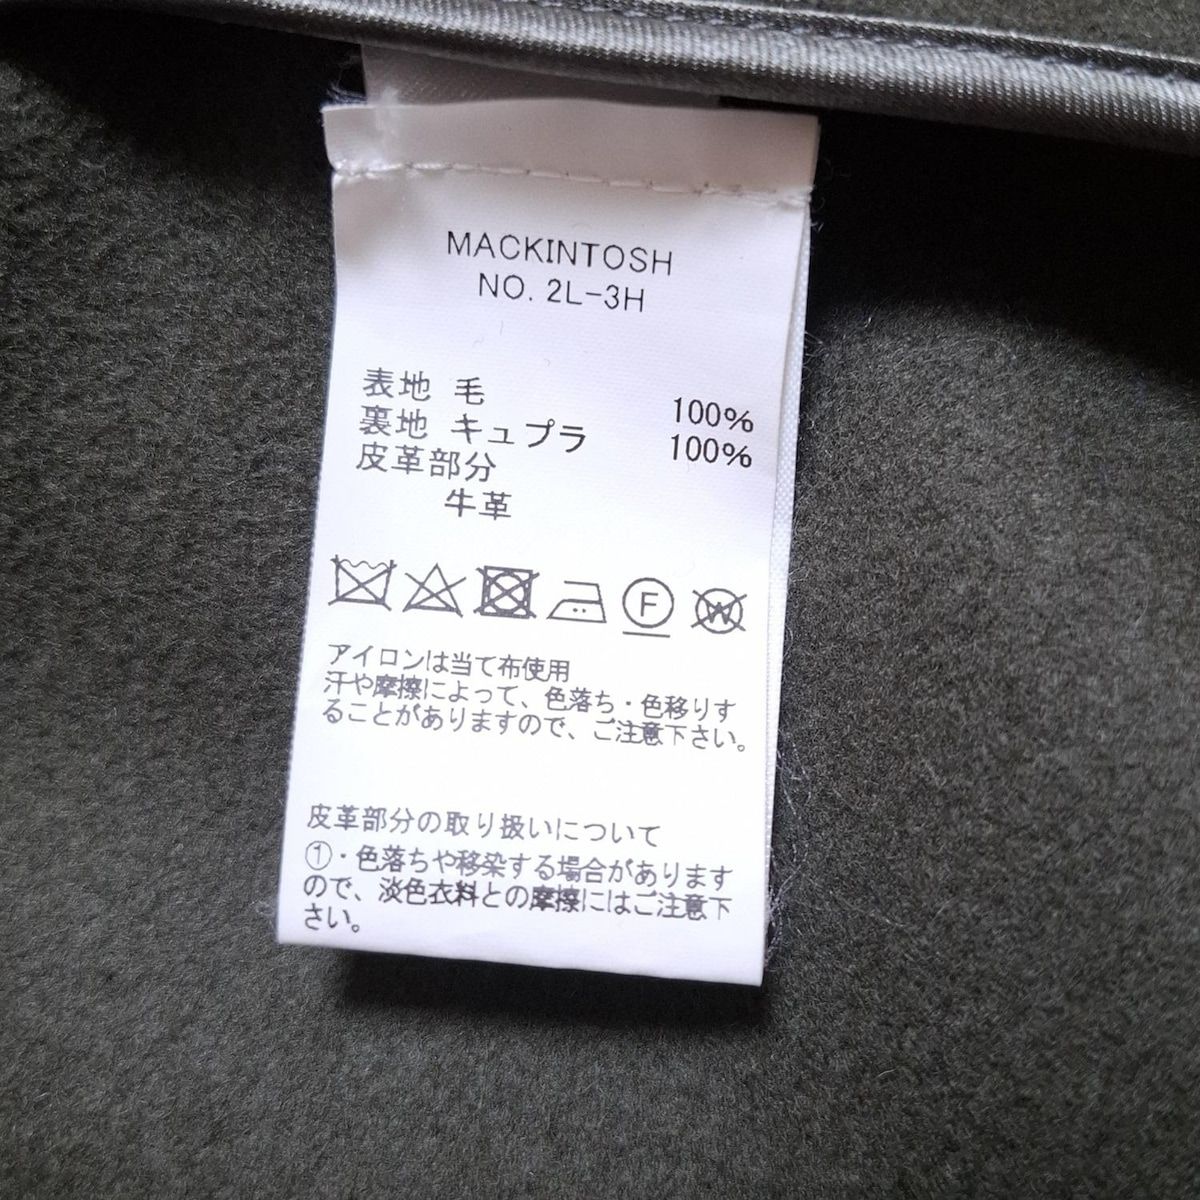 MACKINTOSH
NO. 2L-3H
表地 毛 100%
裏地 キュプラ 100%
皮革部分
牛革
F W
アイロンは当て布使用
汗や摩擦によって、色落ち・色移りす
ることがありますので、ご注意下さい。
皮革部分の取り扱いについて
①・色落ちや移染する場合があります
ので、淡色衣料との摩擦にはご注意下
さい。